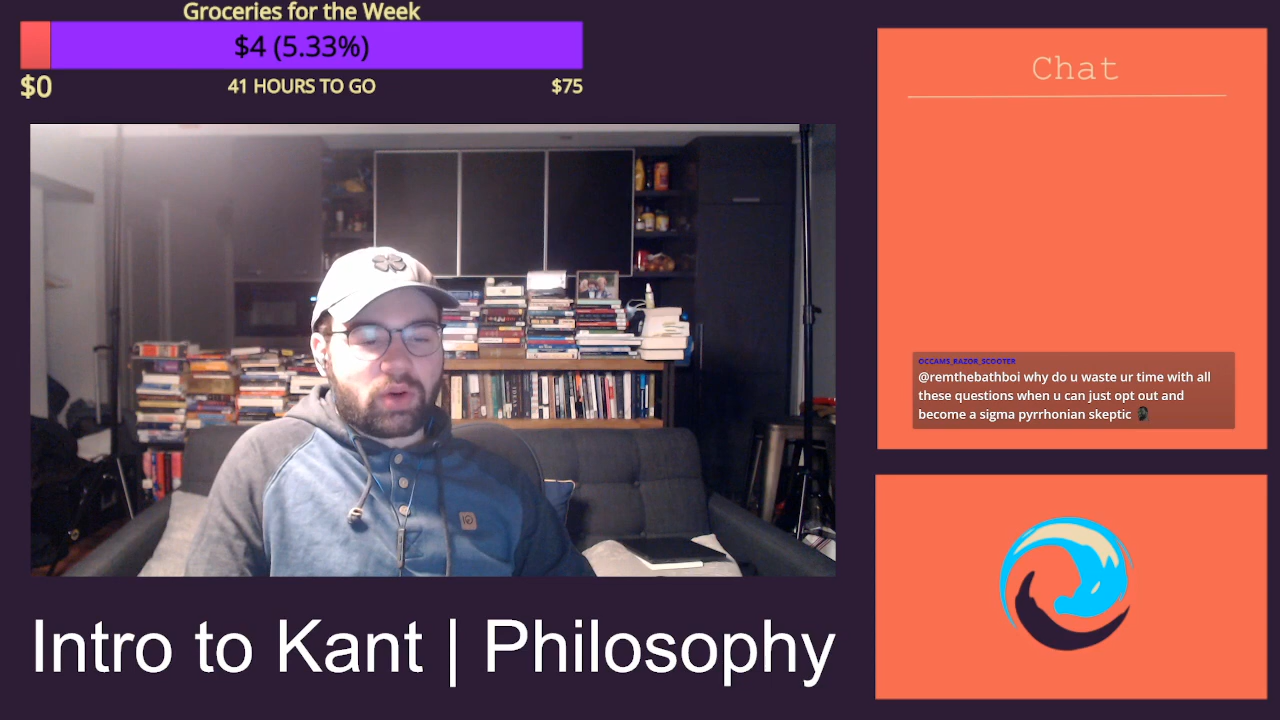 Groceries for the Week
$4 (5.33%)
$0
41 HOURS TO GO
$75
Chat
OCCAMS_RAZOR_SCOOTER
@remthebathboi why do u waste ur time with all
these questions when u can just opt out and
become a sigma pyrrhonian skeptic
Intro to Kant | Philosophy